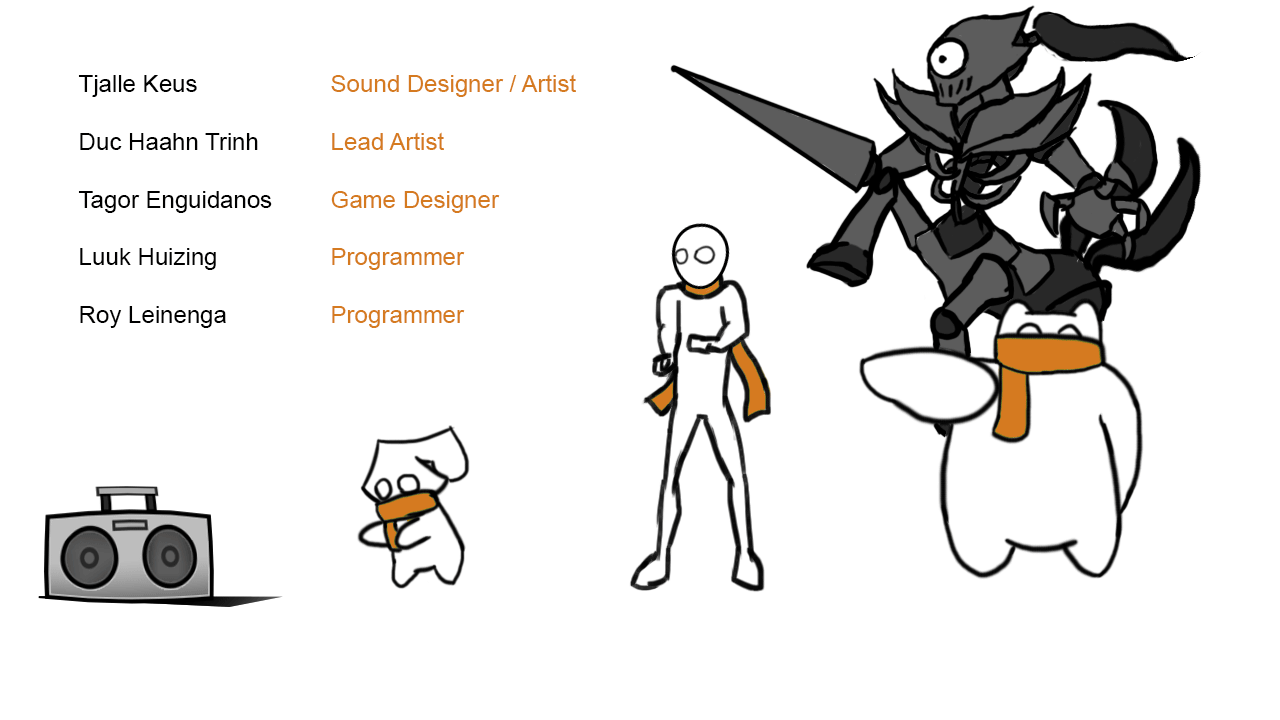 Tjalle Keus Sound Designer / Artist
Duc Haahn Trinh Lead Artist
Tagor Enguidanos Game Designer
Luuk Huizing Programmer
Roy Leinenga Programmer